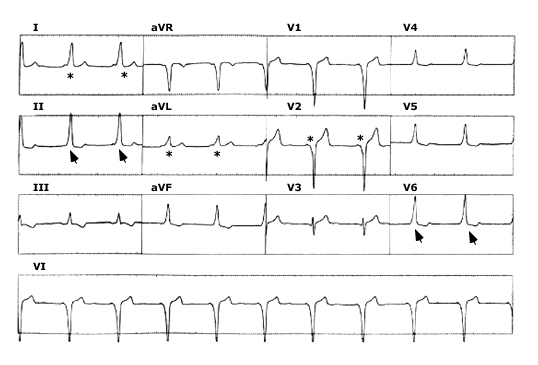 I aVR V1 V4
* *
II aVL V2 V5
* * * *
III aVF V3 V6
VI